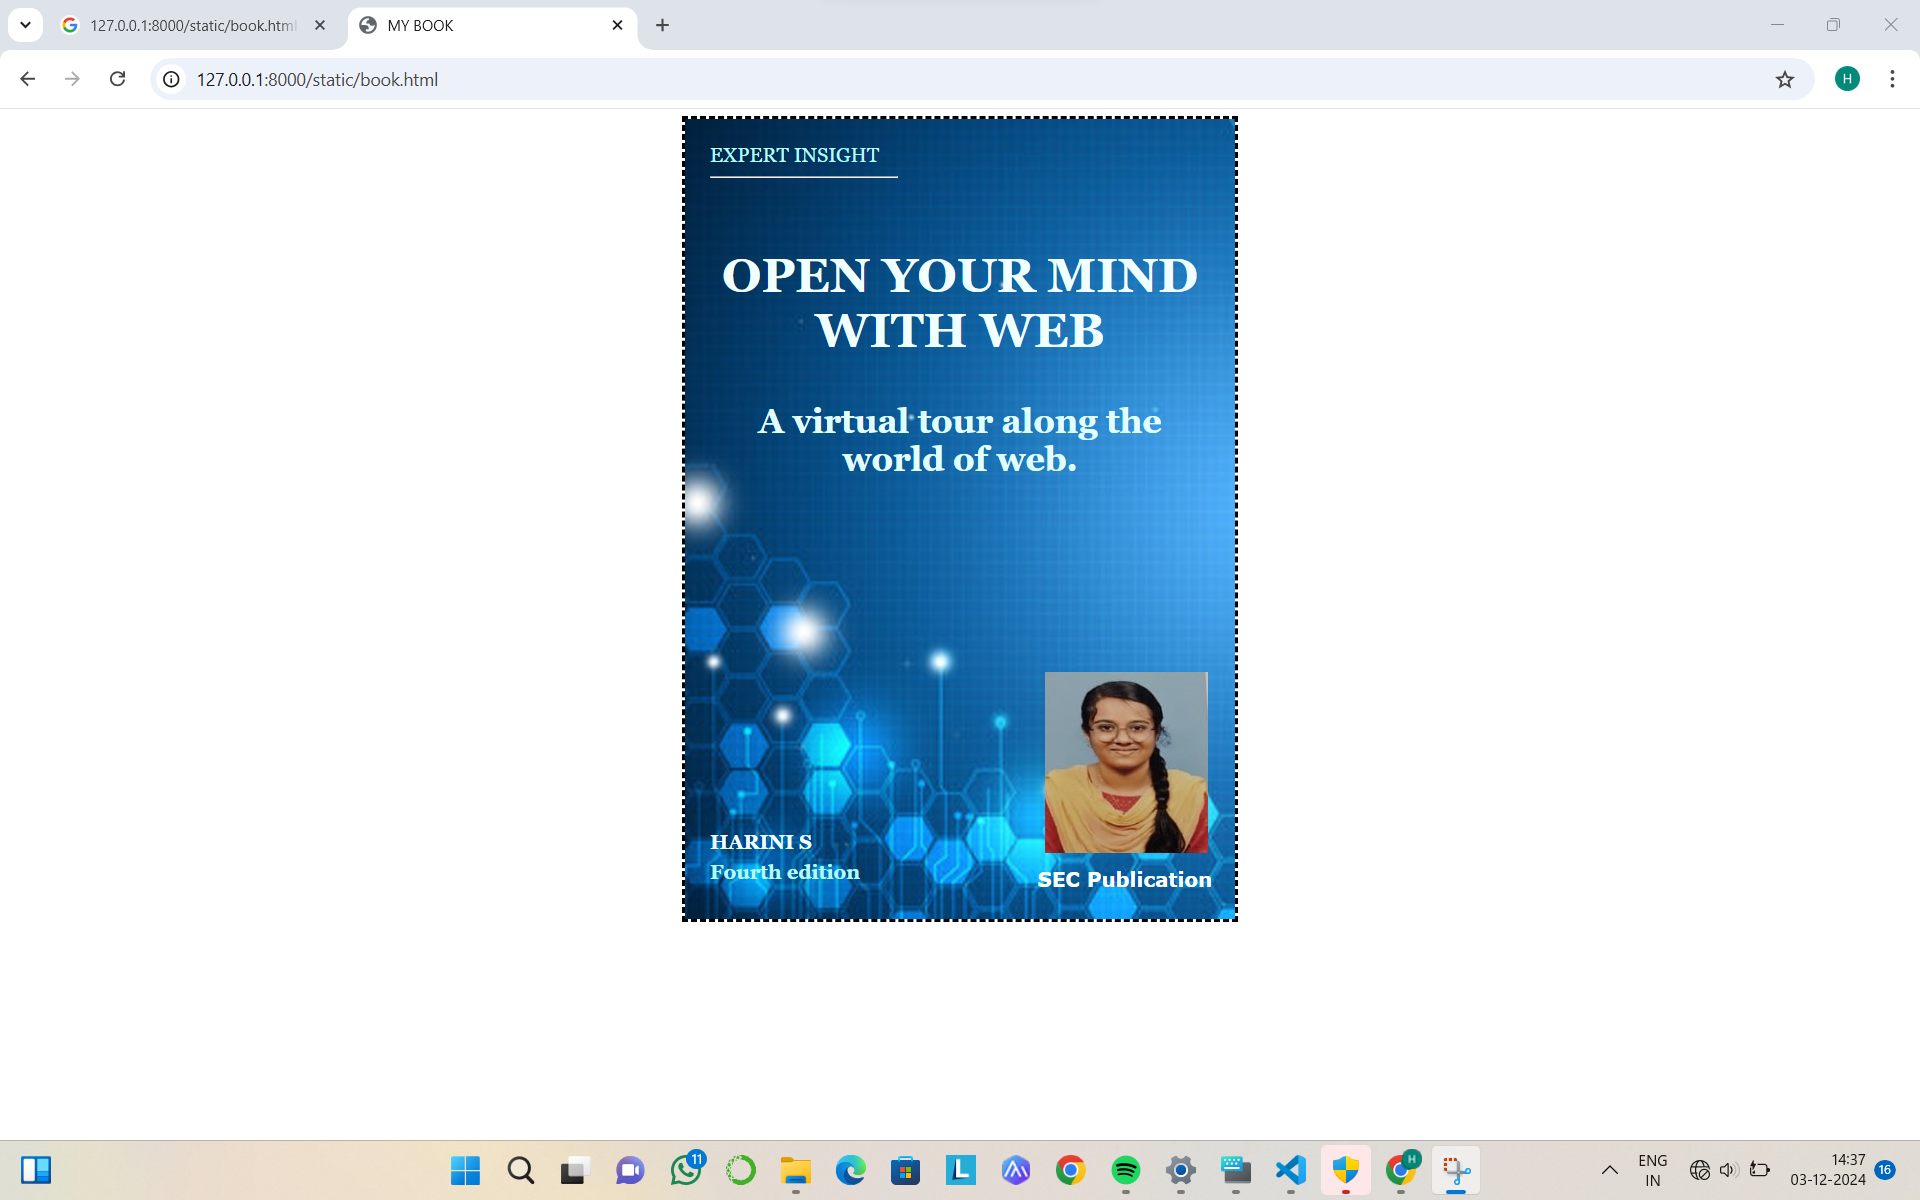 127.0.0.1:8000/static/book.html
MY BOOK
127.0.0.1:8000/static/book.html
H
EXPERT INSIGHT
OPEN YOUR MIND
WITH WEB
A virtual tour along the
world of web.
HARINI S
Fourth edition
SEC Publication
11
L
H
ENG
IN
14:37
03-12-2024
16